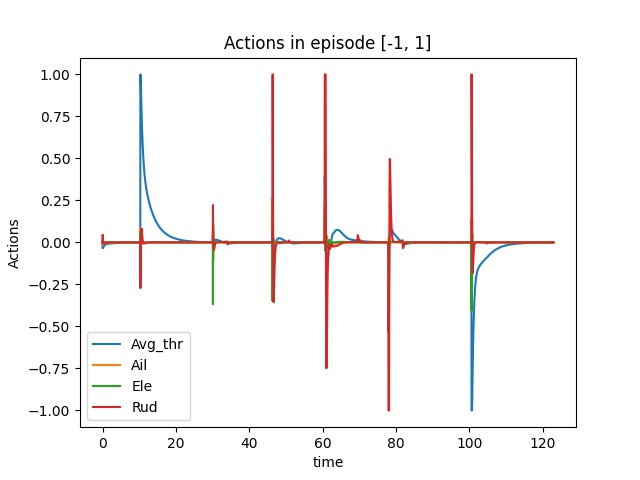 Actions in episode [-1, 1]
1.00
0.75
0.50
0.25
0.00
−0.25
−0.50
−0.75
−1.00
Actions
Avg_thr
Ail
Ele
Rud
0 20 40 60 80 100 120
time